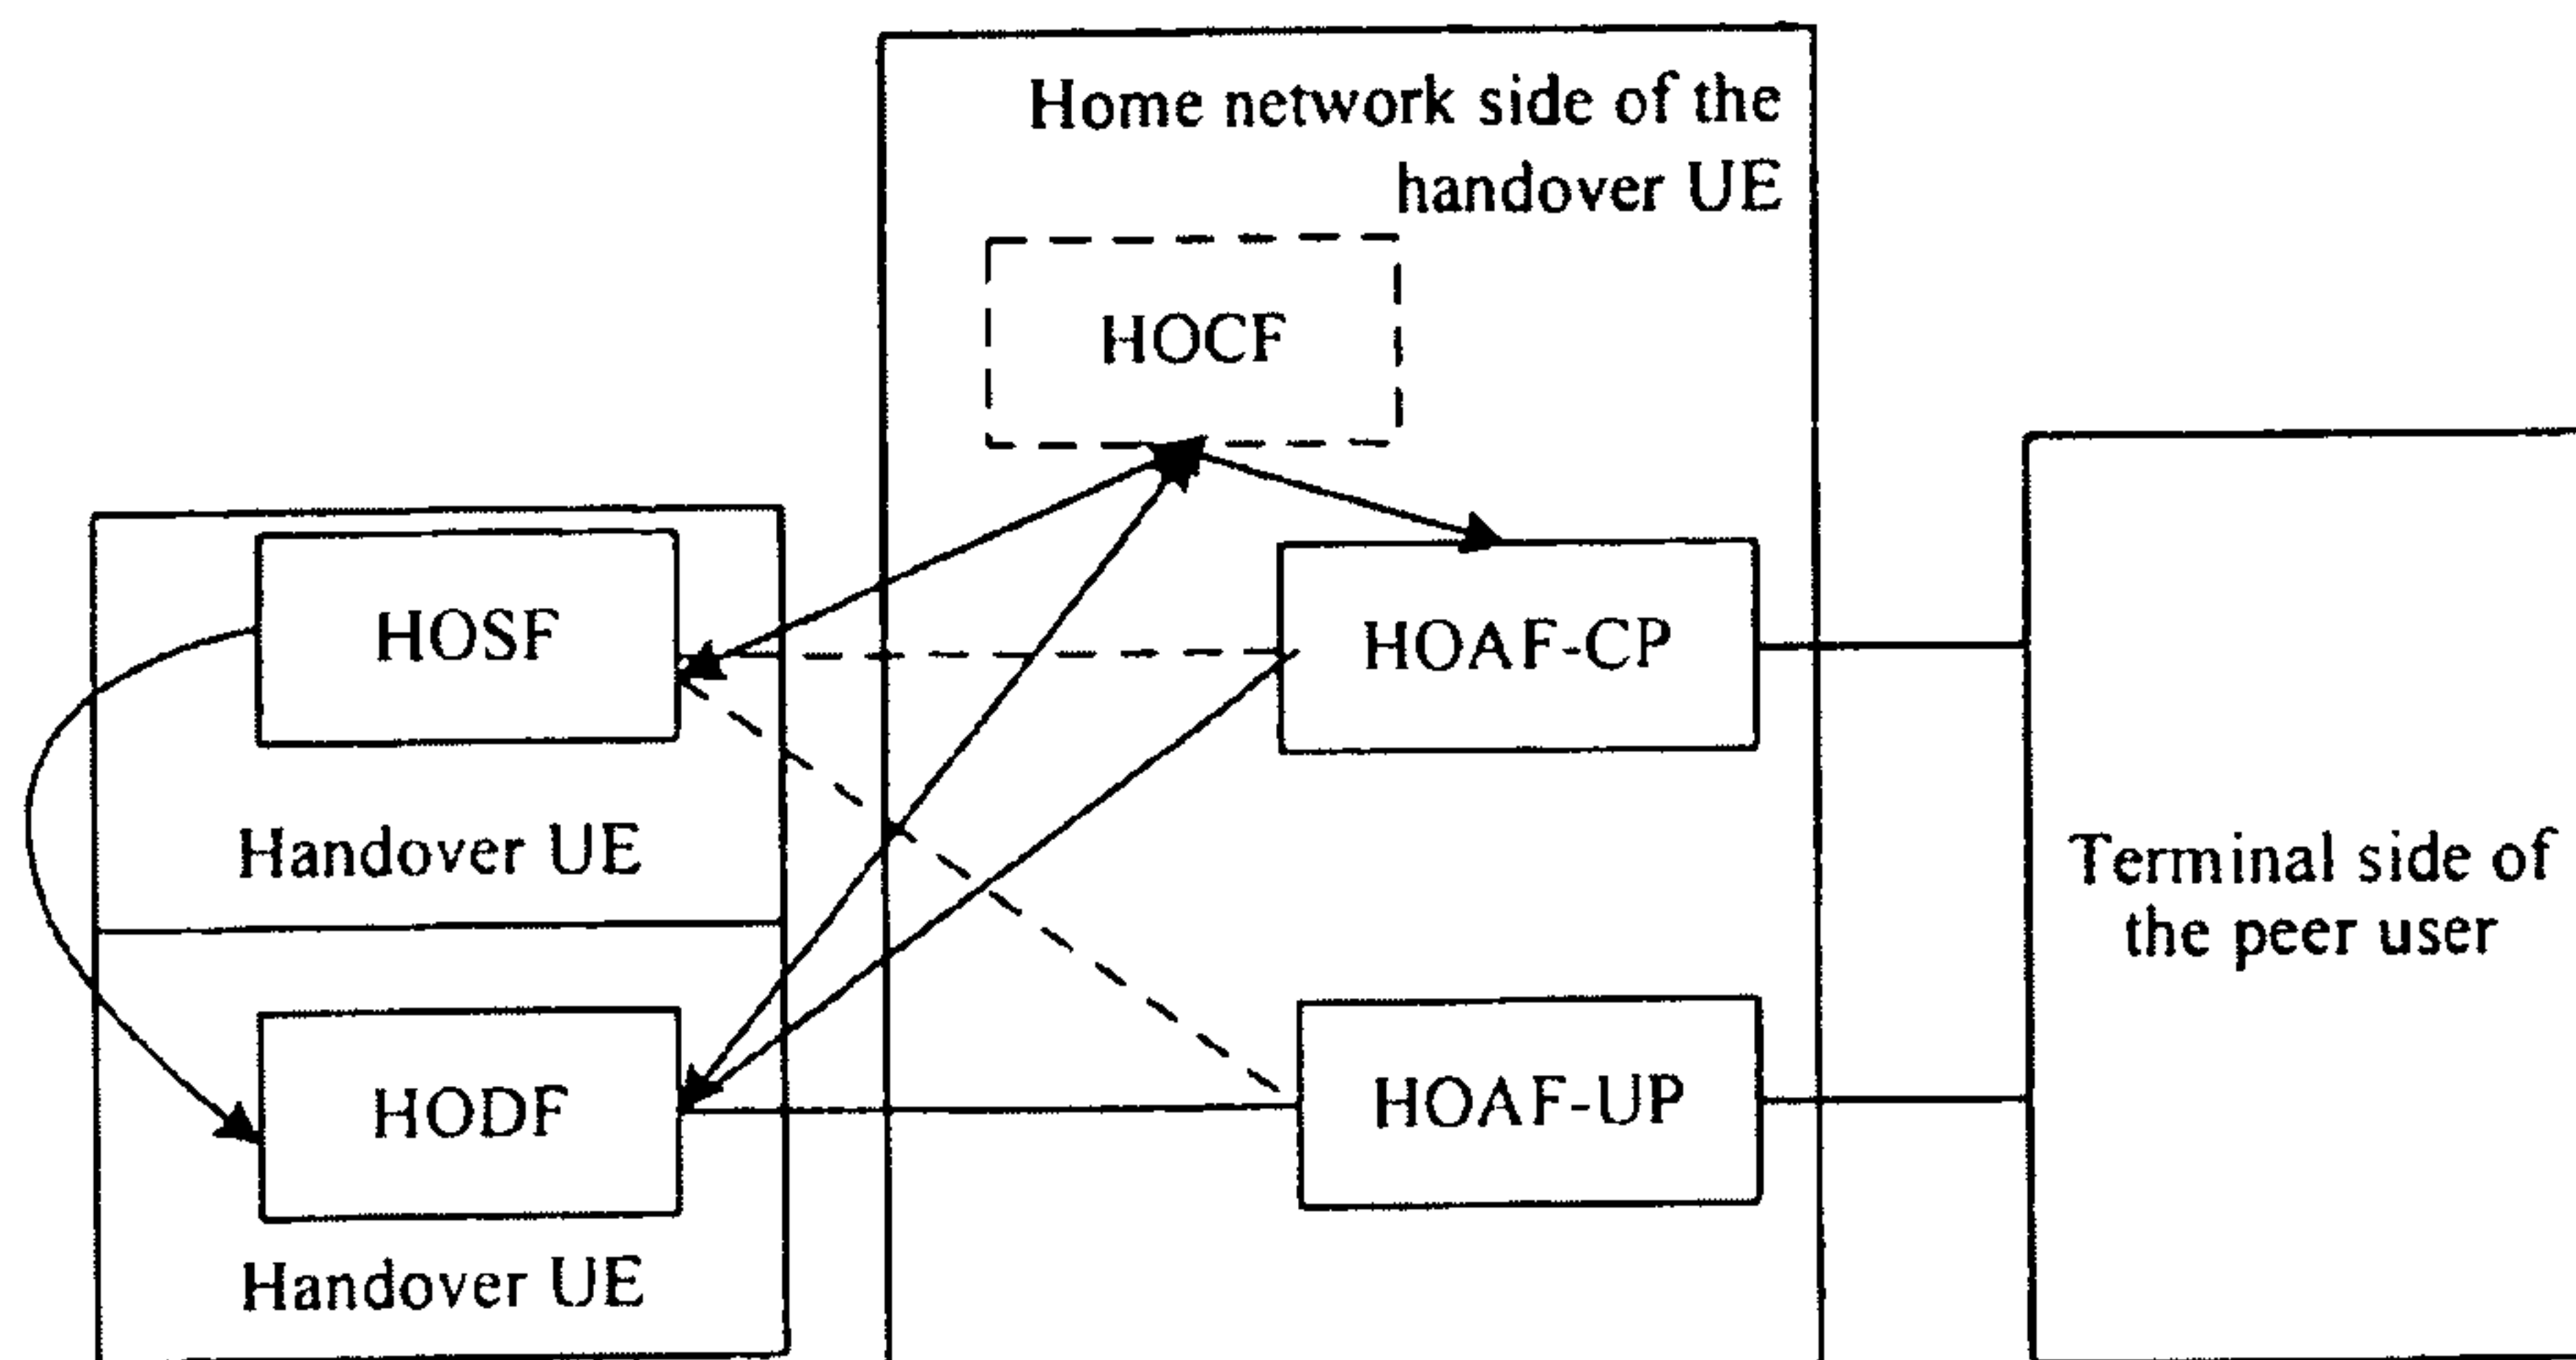 Home network side of the
handover UE
HOCF
HOSF
HOAF-CP
Handover UE
Terminal side of
the peer user
HODF
HOAF-UP
Handover UE